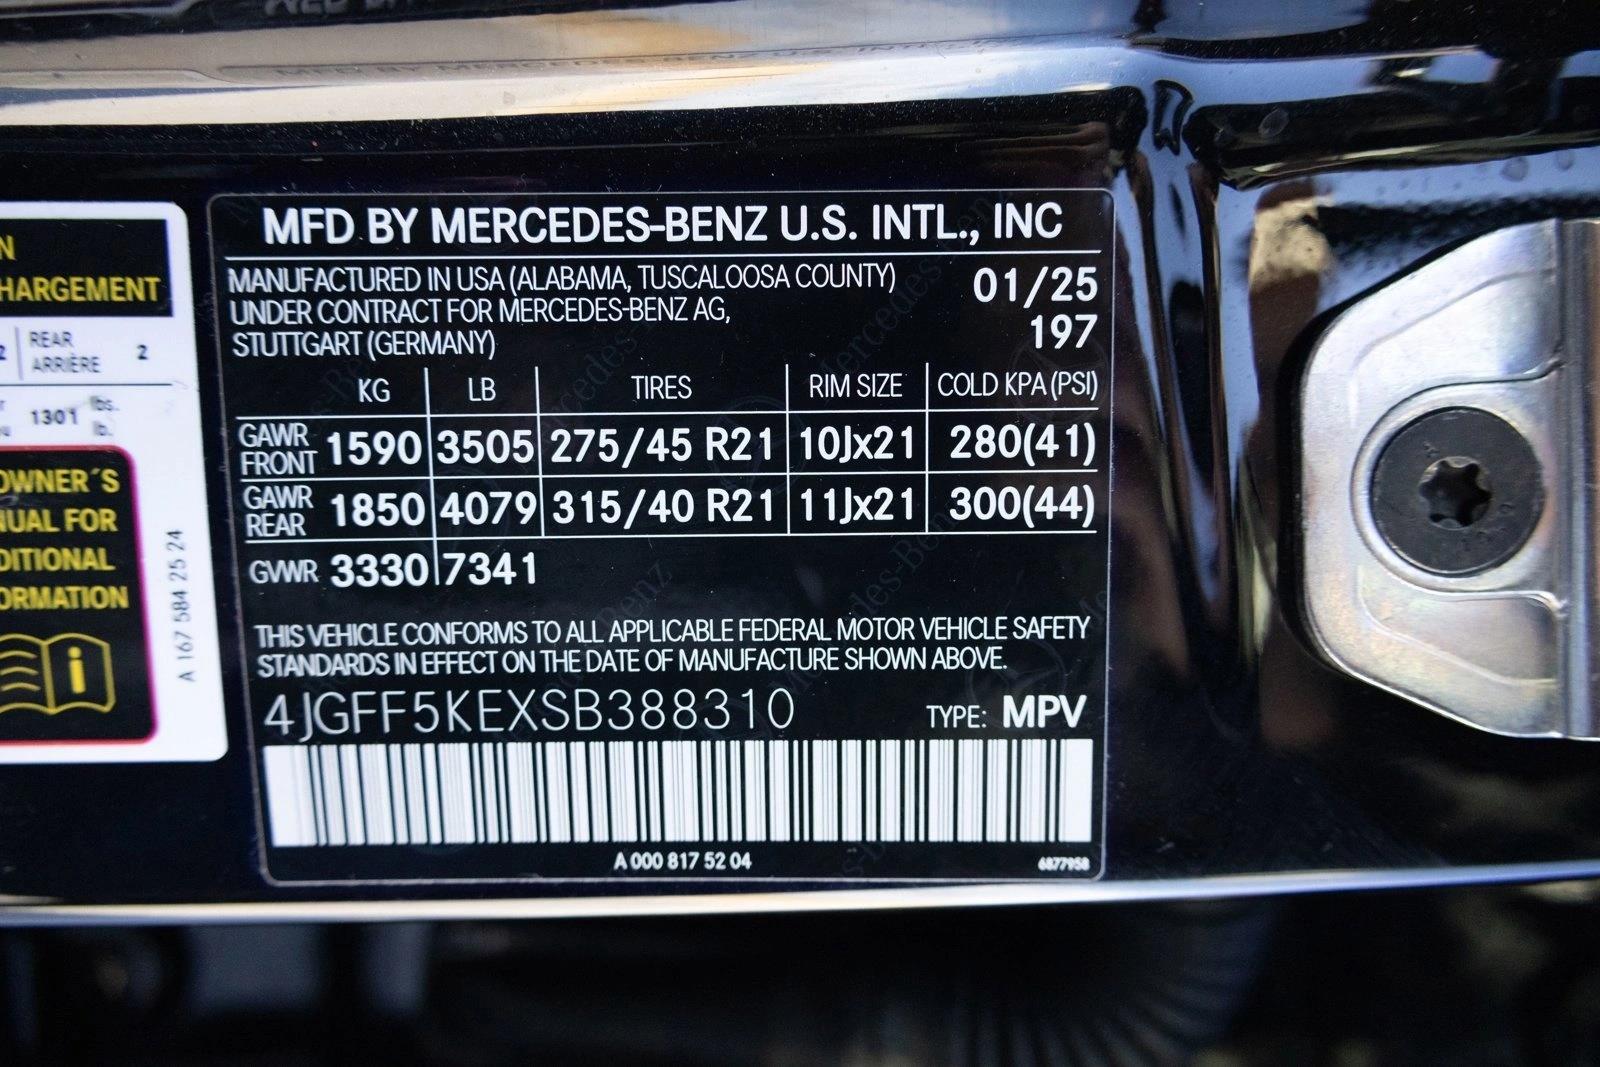 MFD BY MERCEDES-BENZ U.S. INTL., INC
MANUFACTURED IN USA (ALABAMA, TUSCALOOSA COUNTY) 01/25
UNDER CONTRACT FOR MERCEDES-BENZ AG, 197
STUTTGART (GERMANY)
KG LB TIRES RIM SIZE COLD KPA (PSI)
GAWR FRONT 1590 3505 275/45 R21 10Jx21 280(41)
GAWR REAR 1850 4079 315/40 R21 11Jx21 300(44)
GVWR 3330 7341
THIS VEHICLE CONFORMS TO ALL APPLICABLE FEDERAL MOTOR VEHICLE SAFETY
STANDARDS IN EFFECT ON THE DATE OF MANUFACTURE SHOWN ABOVE.
4JGFF5KEXSB388310 TYPE: MPV
A 000 817 52 04 6877958
N
HARGEMENT
2 REAR ARRIÈRE 2
1301 lbs. lb.
OWNER´S
NUAL FOR
DITIONAL
ORMATION
i
A 167 584 25 24